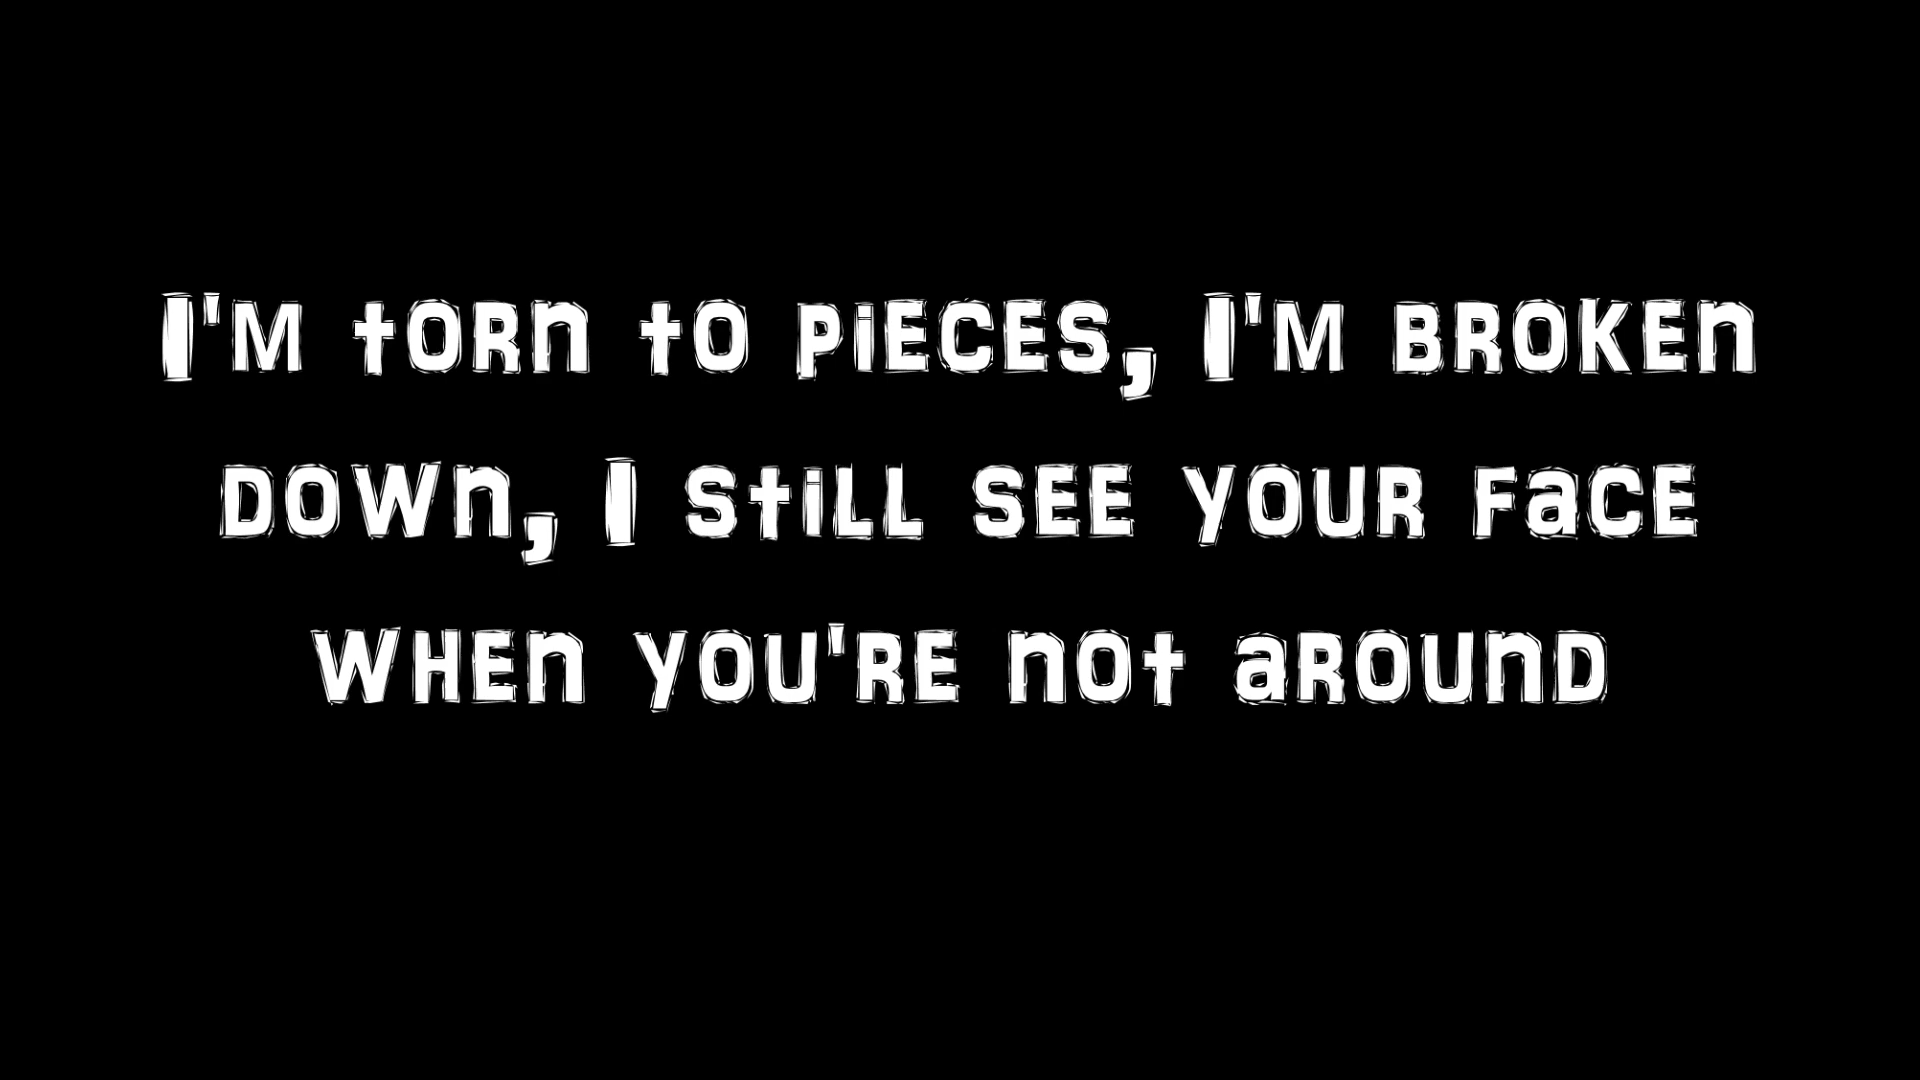 I'm torn to pieces, I'm broken
down, I still see your face
when you're not around